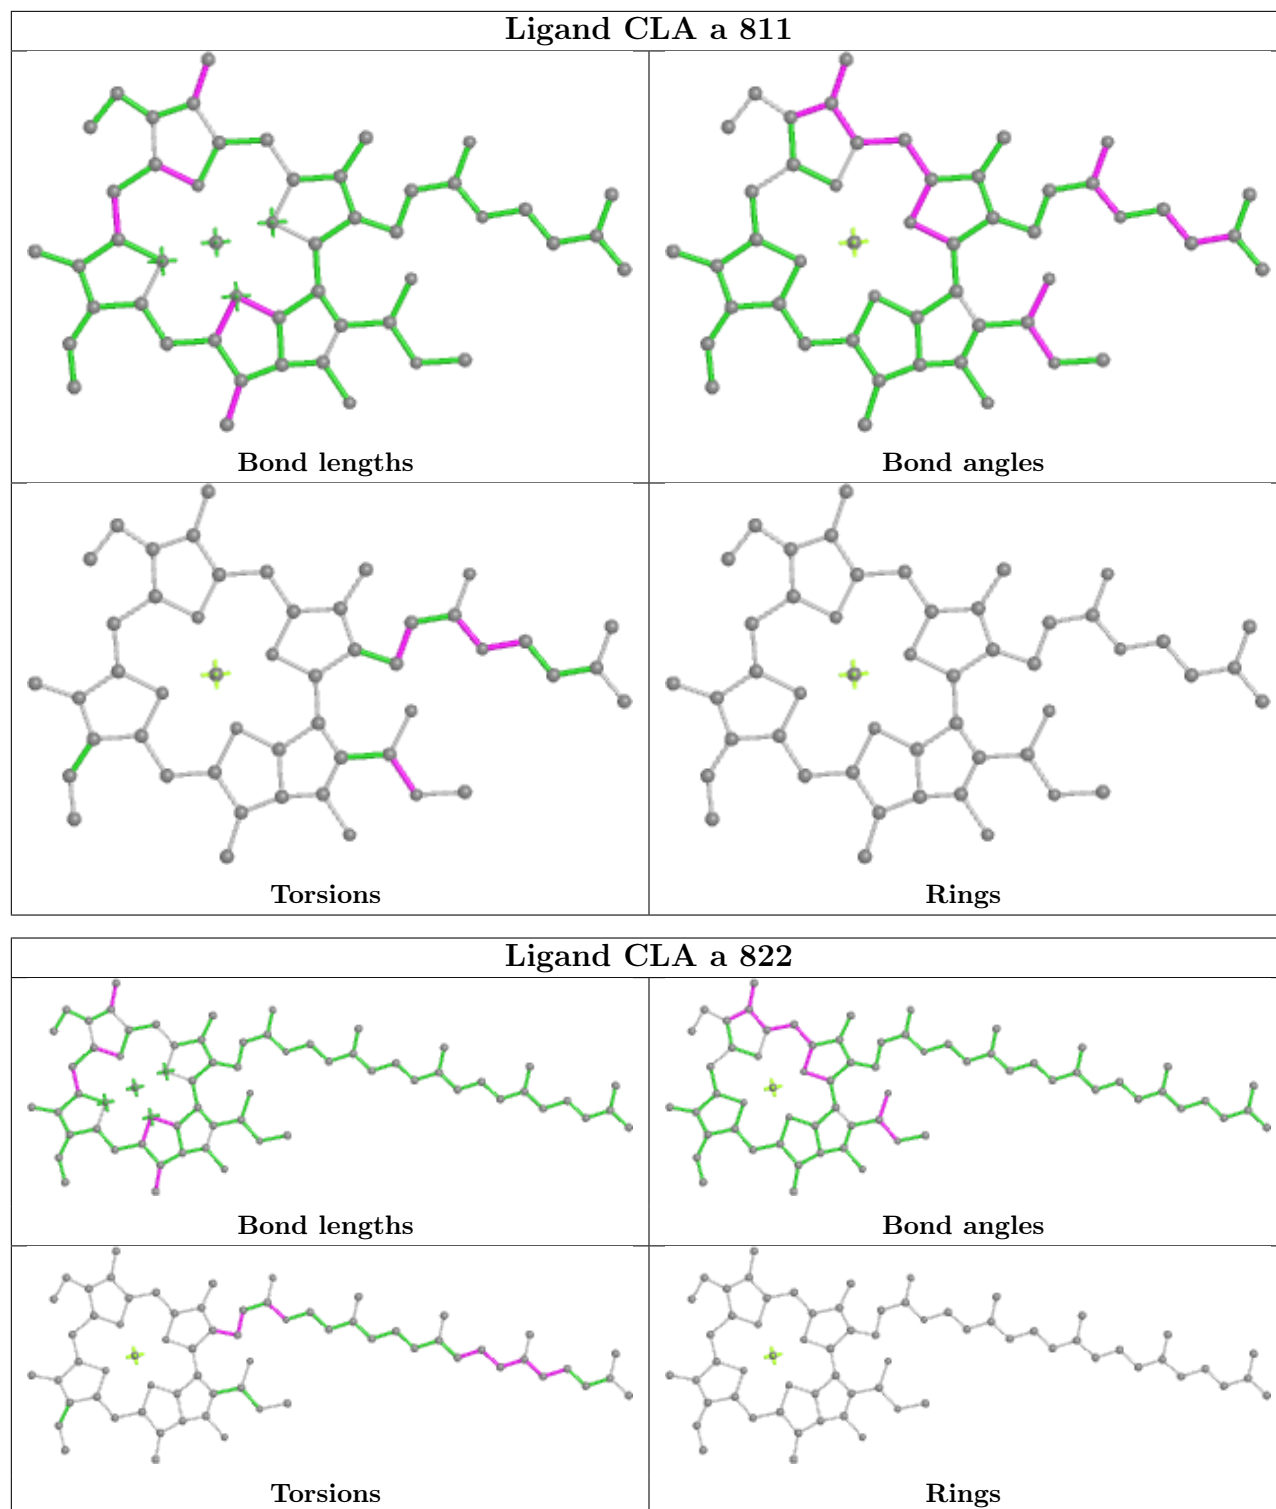 Ligand CLA a 811
Bond lengths
Bond angles
Torsions
Rings
Ligand CLA a 822
Bond lengths
Bond angles
Torsions
Rings